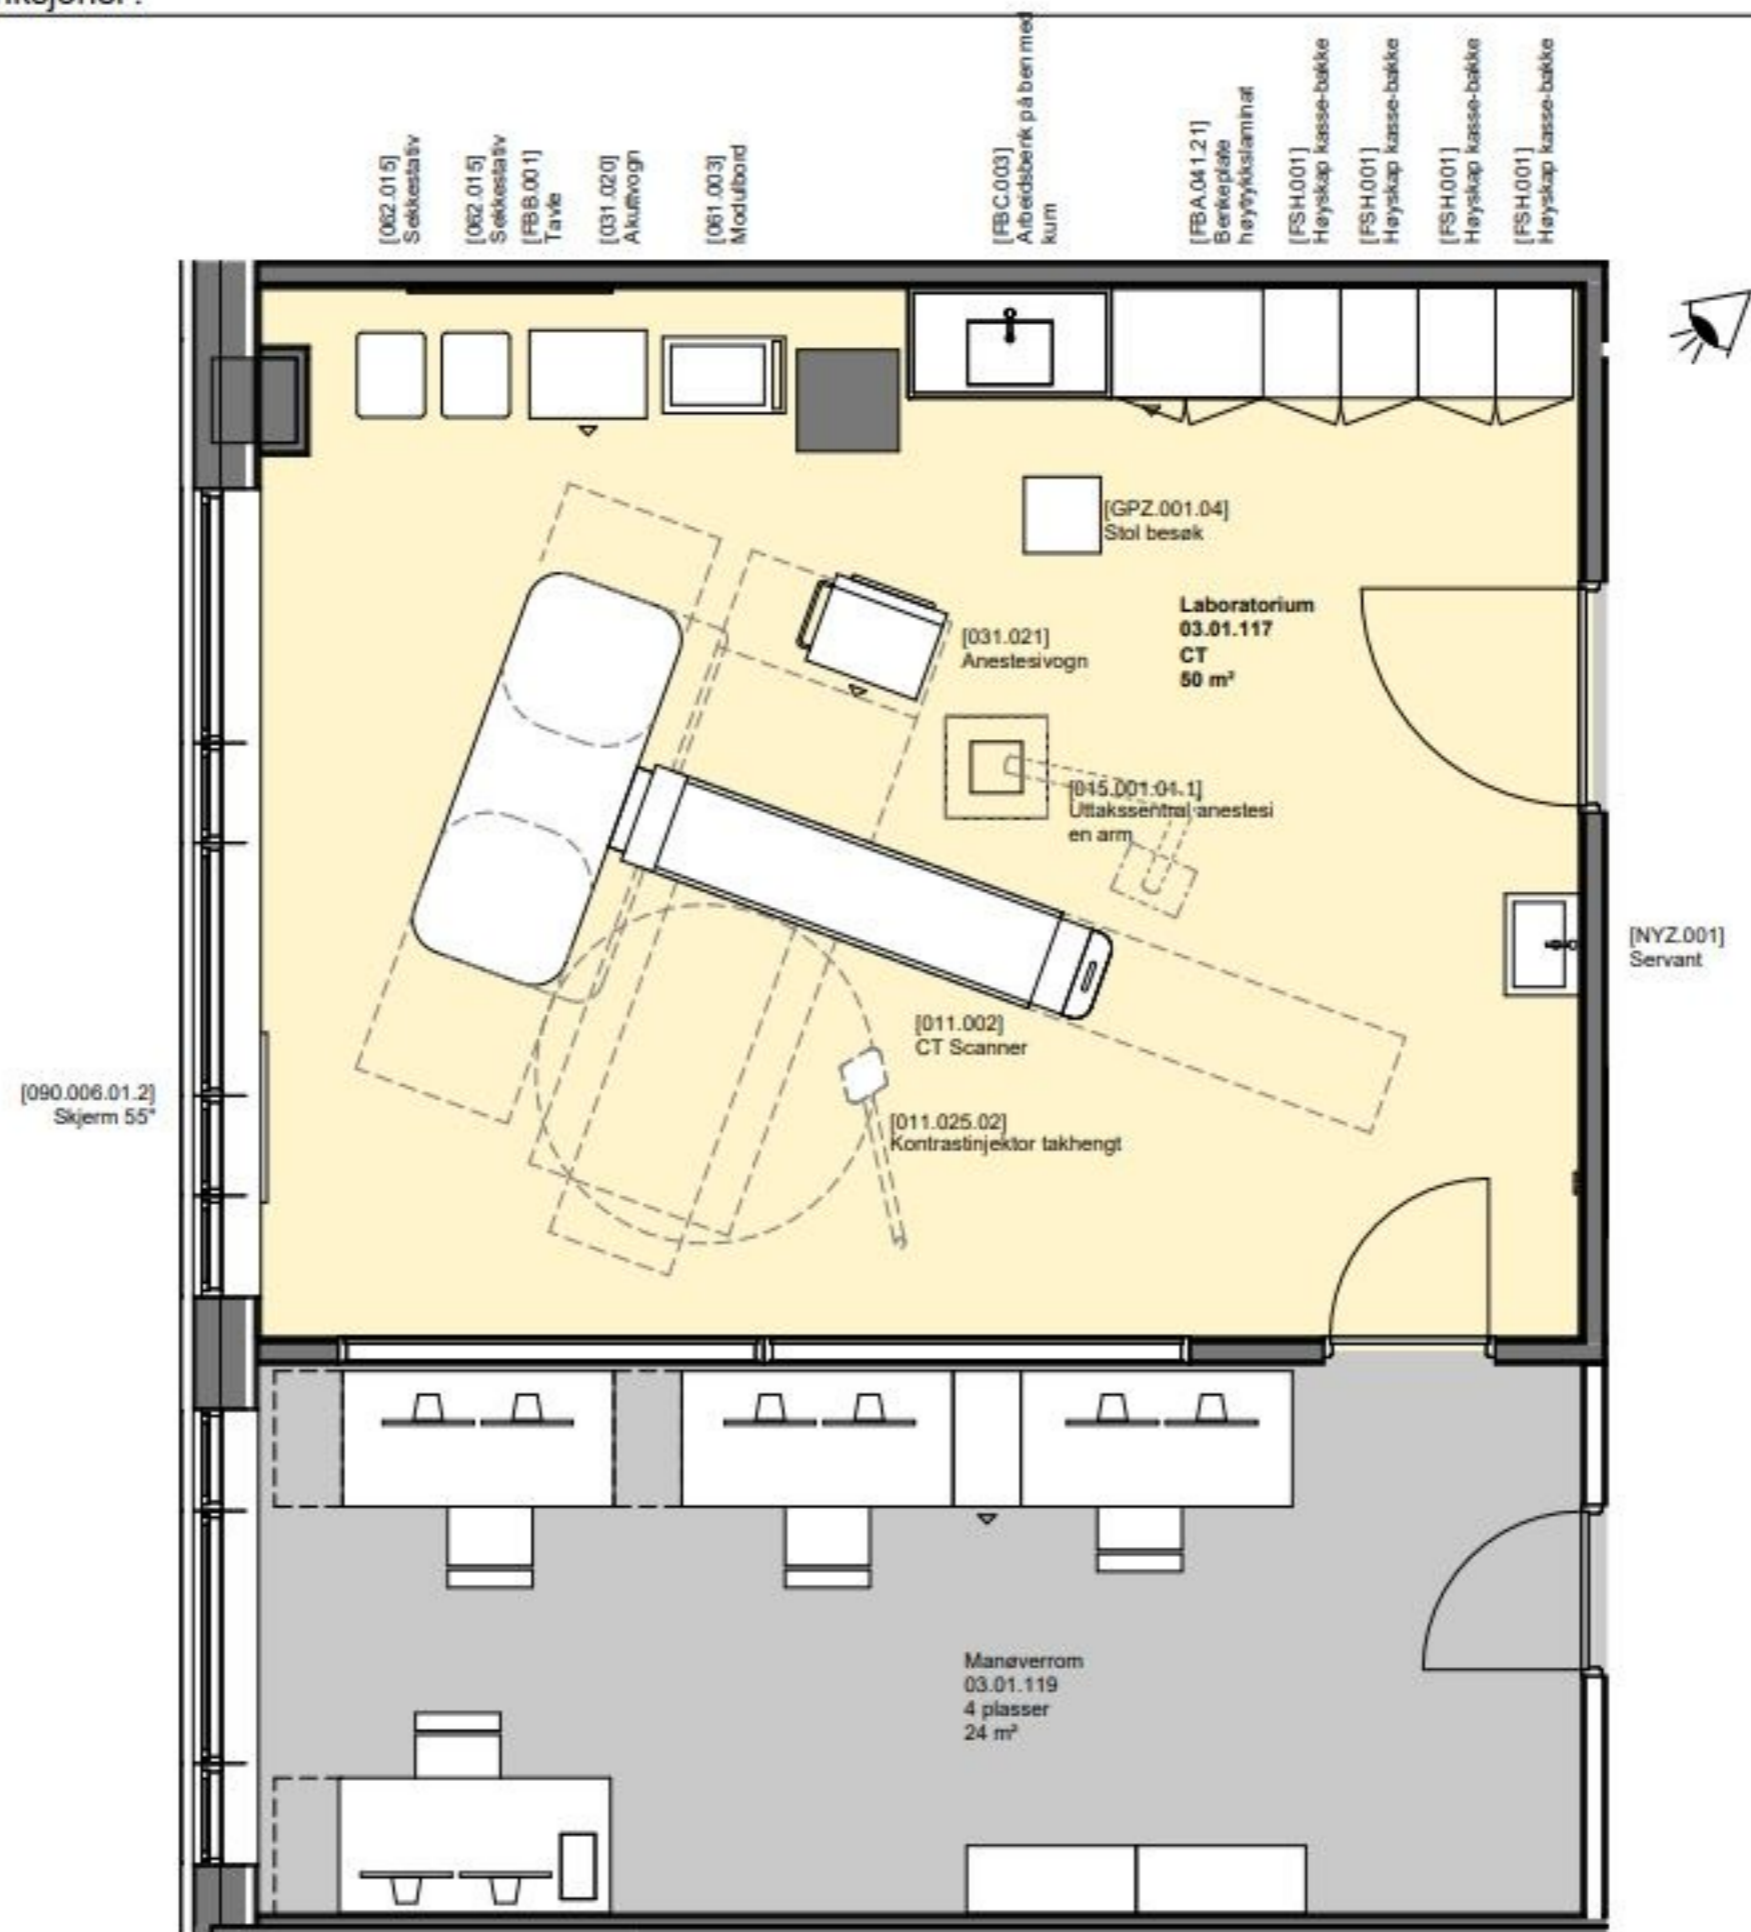 [062.015]
Sekkestativ
[062.015]
Sekkestativ
[FBB.001]
Tavle
[031.020]
Akuttvogn
[061.003]
Modulbord
[FBC.003]
Arbeidsbenk på ben med
kum
[FBA.041.21]
Benkeplate
høytrykkslaminat
[FSH.001]
Høyskap kasse-bakke
[FSH.001]
Høyskap kasse-bakke
[FSH.001]
Høyskap kasse-bakke
[FSH.001]
Høyskap kasse-bakke
[GPZ.001.04]
Stol besøk
Laboratorium
03.01.117
CT
50 m²
[031.021]
Anestesivogn
[015.001.01.1]
Uttakssentral anestesi
en arm
[NYZ.001]
Servant
[011.002]
CT Scanner
[090.006.01.2]
Skjerm 55"
[011.025.02]
Kontrastinjektor takhengt
Manøverrom
03.01.119
4 plasser
24 m²